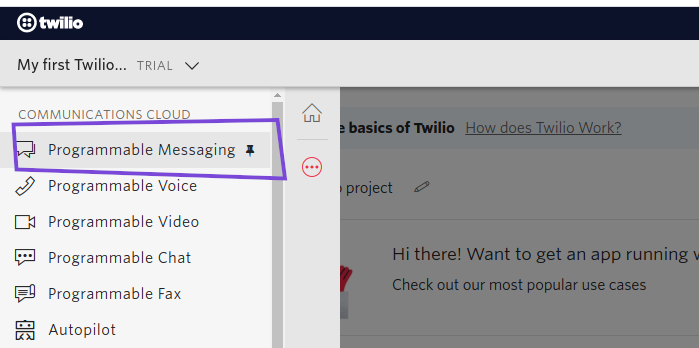 twilio
My first Twilio... TRIAL
COMMUNICATIONS CLOUD
Programmable Messaging
Programmable Voice
Programmable Video
Programmable Chat
Programmable Fax
Autopilot
basics of Twilio How does Twilio Work?
project
Hi there! Want to get an app running
Check out our most popular use cases